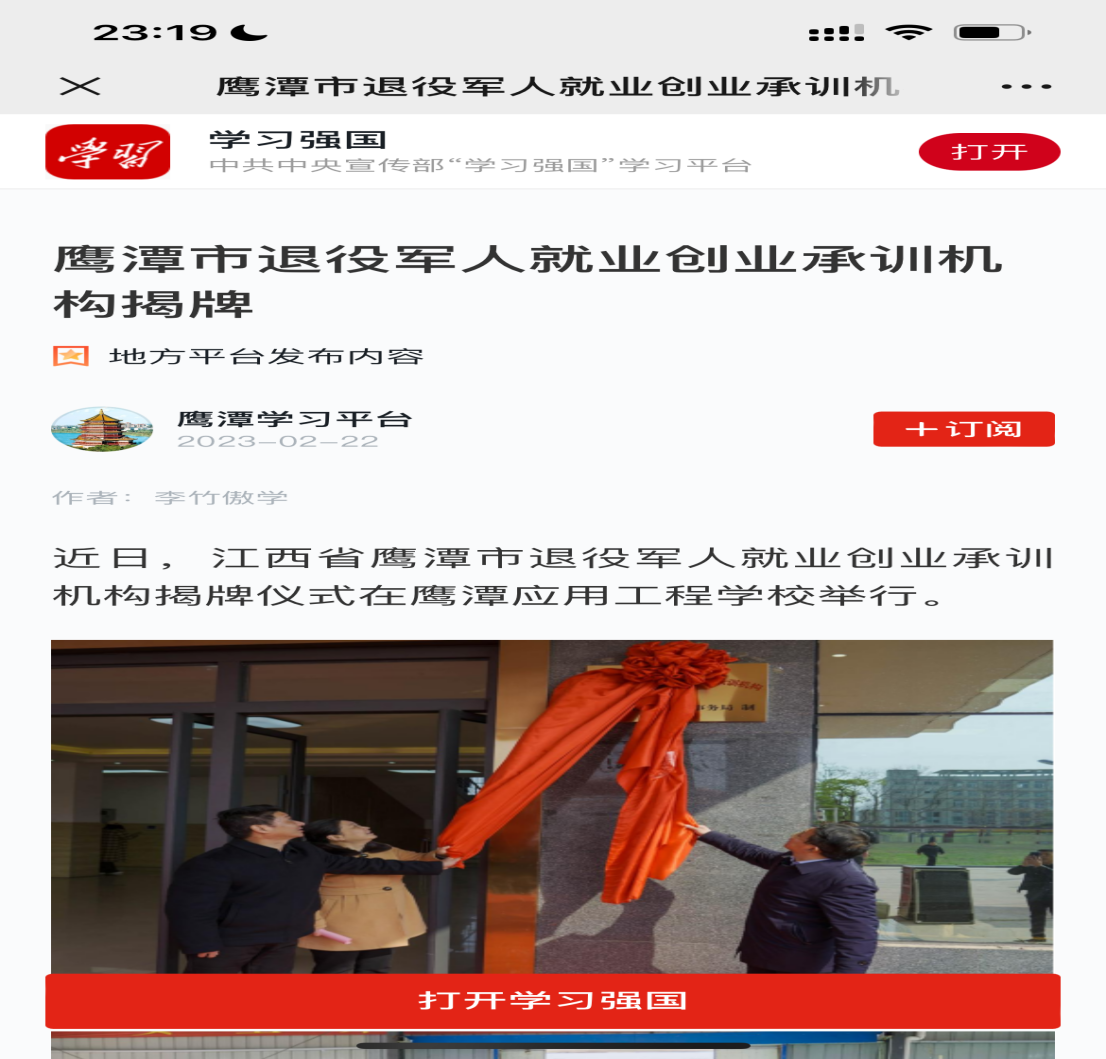 23:19
鹰潭市退役军人就业创业承训机
学习
学习强国
中共中央宣传部“学习强国”学习平台
打开
鹰潭市退役军人就业创业承训机
构揭牌
地方平台发布内容
鹰潭学习平台
2023-02-22
+订阅
作者：李竹傲学
近日，江西省鹰潭市退役军人就业创业承训
机构揭牌仪式在鹰潭应用工程学校举行。
打开学习强国